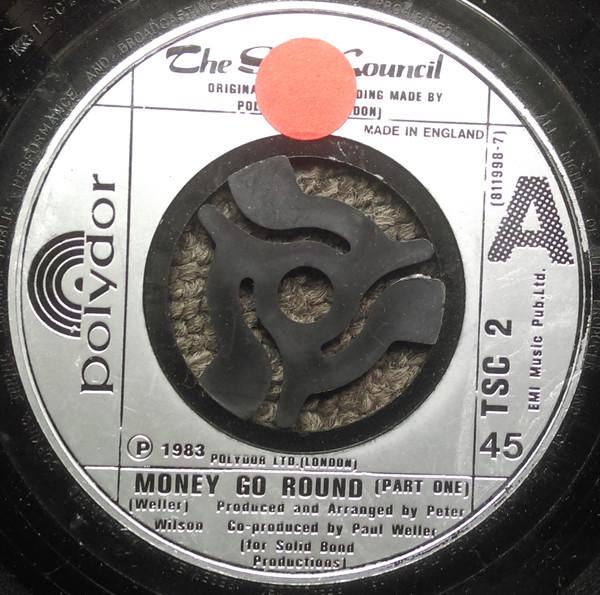 The Council
ORIGINA DING MADE BY
POL DON)
MADE IN ENGLAND
(811998-7)
A
polydor
TSC 2
EMI Music Pub.Ltd.
45
P 1983 POLYDOR LTD.(LONDON)
MONEY GO ROUND (PART ONE)
(Weller) Produced and Arranged by Peter
Wilson Co-produced by Paul Weller
(for Solid Bond
Productions)